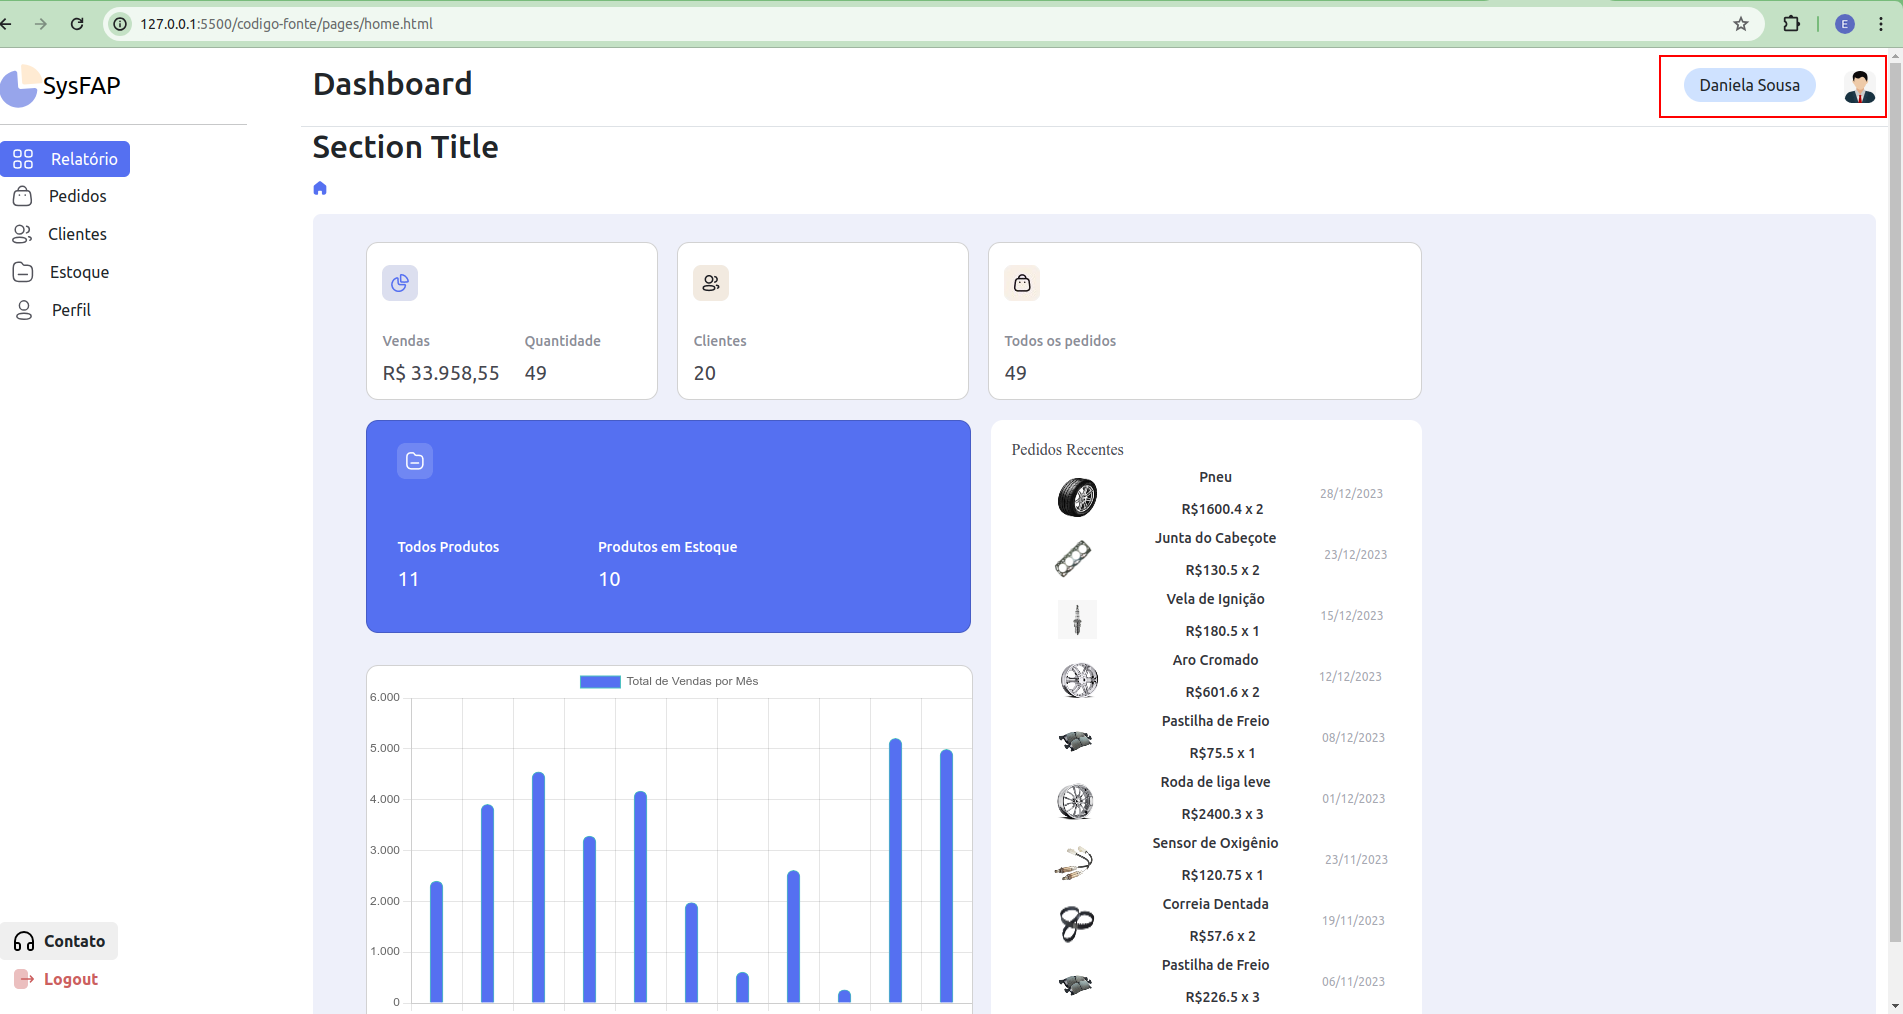 127.0.0.1:5500/codigo-fonte/pages/home.html
E
SysFAP
Dashboard
Daniela Sousa
Section Title
Relatório
Pedidos
Clientes
Estoque
Perfil
Vendas
Quantidade
R$ 33.958,55
49
Clientes
20
Todos os pedidos
49
Todos Produtos
Produtos em Estoque
11
10
Pedidos Recentes
Pneu
R$1600.4 x 2
28/12/2023
Junta do Cabeçote
R$130.5 x 2
23/12/2023
Vela de Ignição
R$180.5 x 1
15/12/2023
Aro Cromado
R$601.6 x 2
12/12/2023
Pastilha de Freio
R$75.5 x 1
08/12/2023
Roda de liga leve
R$2400.3 x 3
01/12/2023
Sensor de Oxigênio
R$120.75 x 1
23/11/2023
Correia Dentada
R$57.6 x 2
19/11/2023
Pastilha de Freio
R$226.5 x 3
06/11/2023
Total de Vendas por Mês
6.000
5.000
4.000
3.000
2.000
1.000
0
Contato
Logout